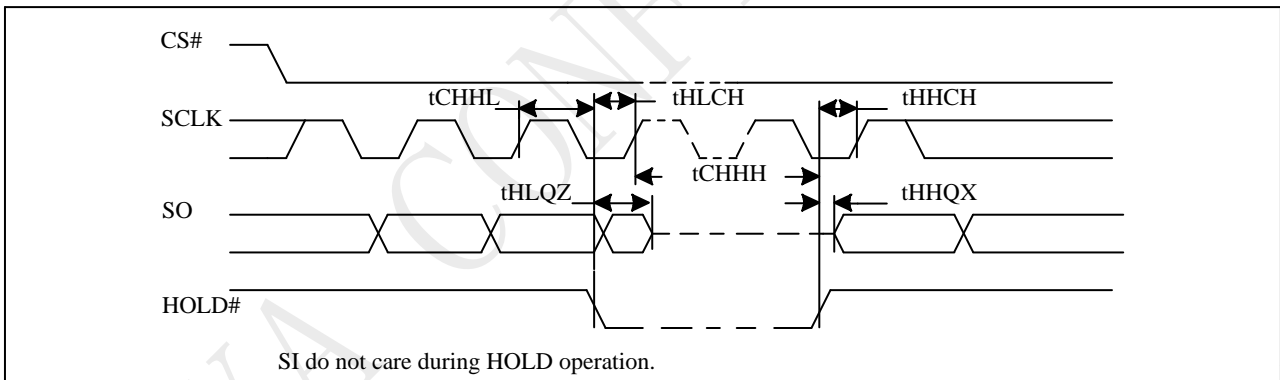 CS#
tCHHL
tHLCH
tHHCH
SCLK
tCHHH
tHLQZ
tHHQX
SO
HOLD#
SI do not care during HOLD operation.